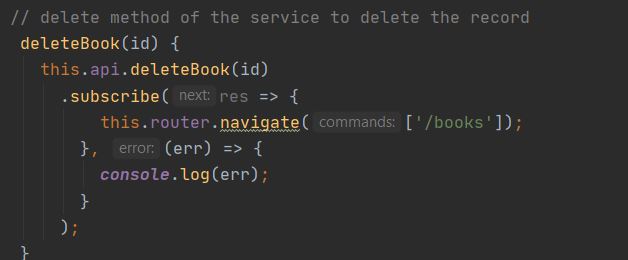 // delete method of the service to delete the record
deleteBook(id) {
this.api.deleteBook(id)
.subscribe( next: res => {
this.router.navigate( commands: ['/books']);
}, error: (err) => {
console.log(err);
}
);
}